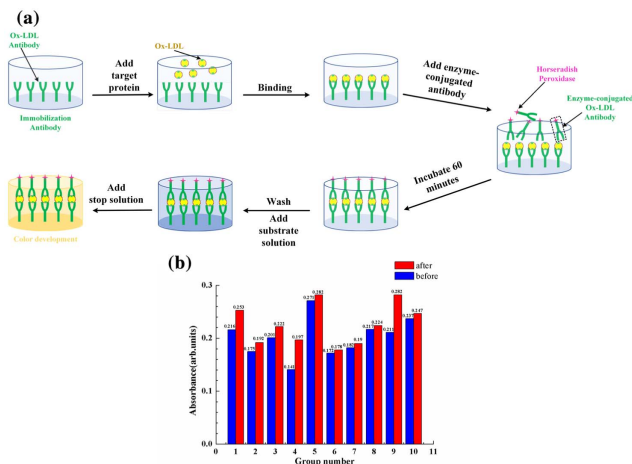 (a)
Ox-LDL
Antibody
Immobilization
Antibody
Add
target
protein
Ox-LDL
Binding
Add enzyme-
conjugated
antibody
Horseradish
Peroxidase
Enzyme-conjugated
Ox-LDL
Antibody
Incubate 60
minutes
Wash
Add
substrate
solution
Add
stop solution
Color development
(b)
after
before
Absorbance(arb.units)
0.3
0.2
0.1
0.0
0.216
0.253
0.175
0.192
0.201
0.222
0.141
0.197
0.282
0.172
0.178
0.182
0.19
0.217
0.224
0.211
0.282
0.237
0.247
0 1 2 3 4 5 6 7 8 9 10 11
Group number